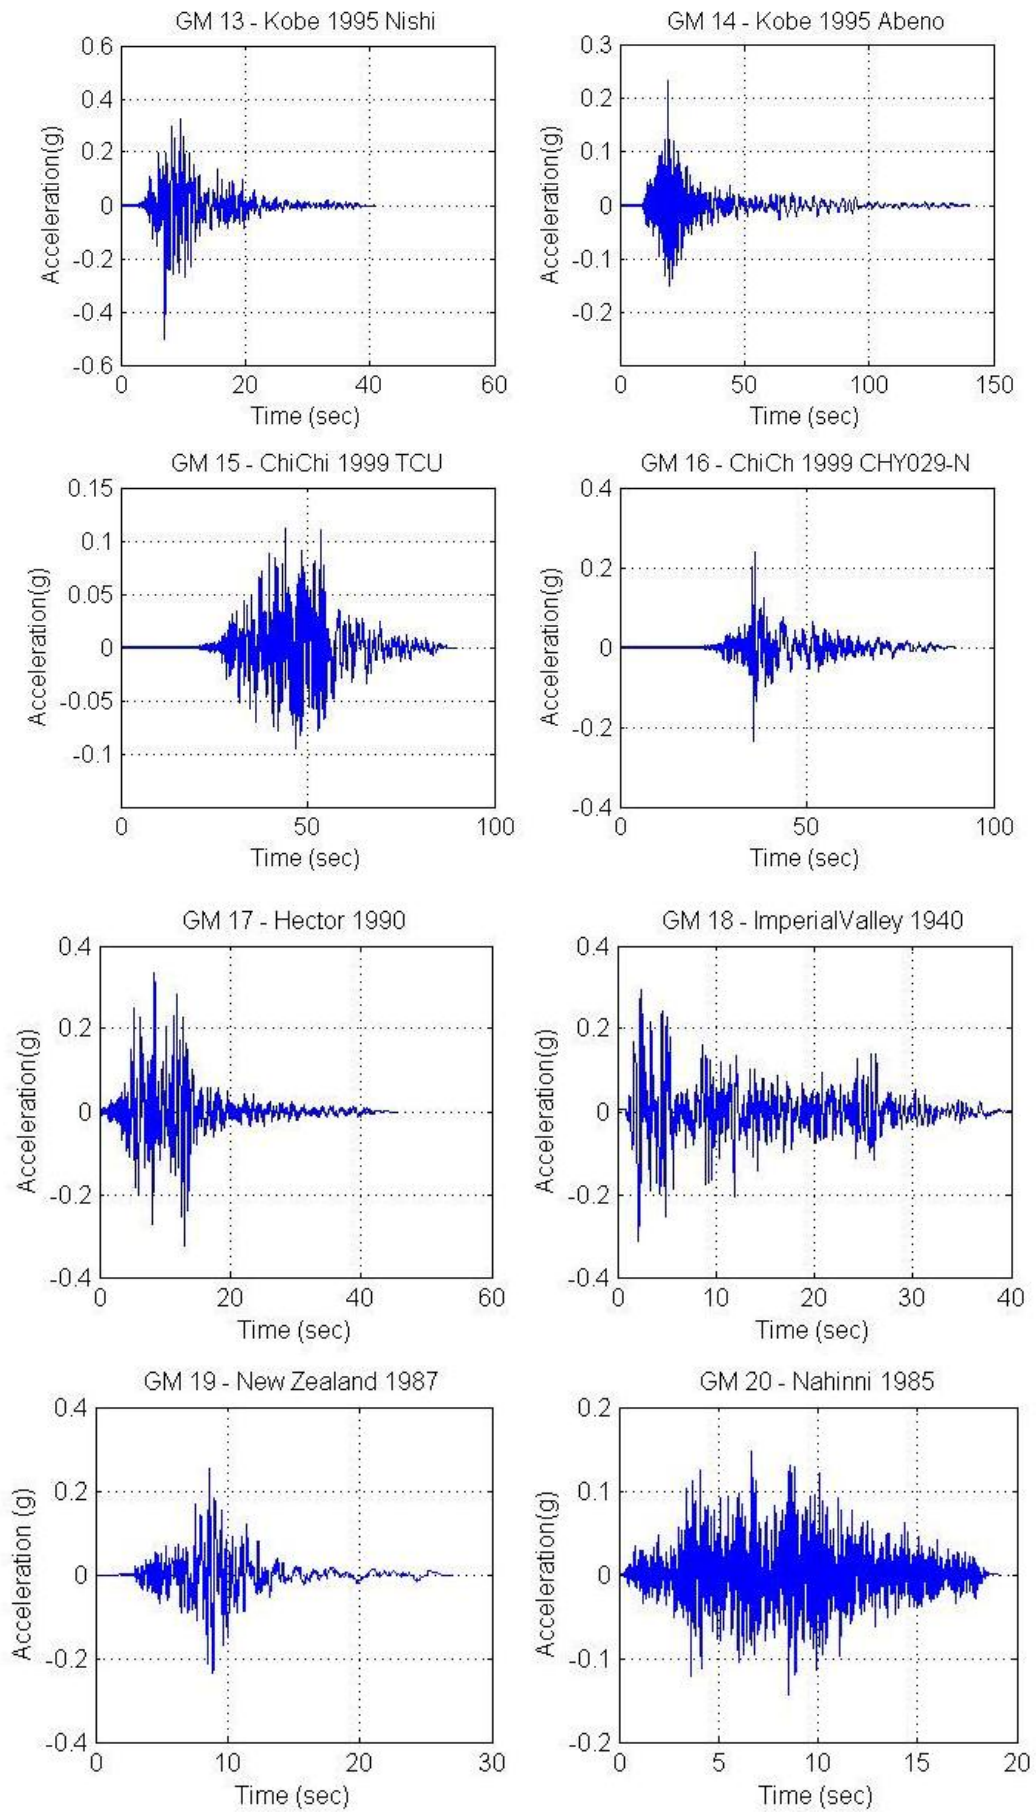 GM 13 - Kobe 1995 Nishi
0.6
0.4
0.2
0
-0.2
-0.4
-0.6
Acceleration(g)
0 20 40 60
Time (sec)
GM 14 - Kobe 1995 Abeno
0.3
0.2
0.1
0
-0.1
-0.2
Acceleration(g)
0 50 100 150
Time (sec)
GM 15 - ChiChi 1999 TCU
0.15
0.1
0.05
0
-0.05
-0.1
Acceleration(g)
0 50 100
Time (sec)
GM 16 - ChiCh 1999 CHY029-N
0.4
0.2
0
-0.2
-0.4
Acceleration(g)
0 50 100
Time (sec)
GM 17 - Hector 1990
0.4
0.2
0
-0.2
-0.4
Acceleration(g)
0 20 40 60
Time (sec)
GM 18 - ImperialValley 1940
0.4
0.2
0
-0.2
-0.4
Acceleration(g)
0 10 20 30 40
Time (sec)
GM 19 - New Zealand 1987
0.4
0.2
0
-0.2
-0.4
Acceleration (g)
0 10 20 30
Time (sec)
GM 20 - Nahinni 1985
0.2
0.1
0
-0.1
-0.2
Acceleration(g)
0 5 10 15 20
Time (sec)